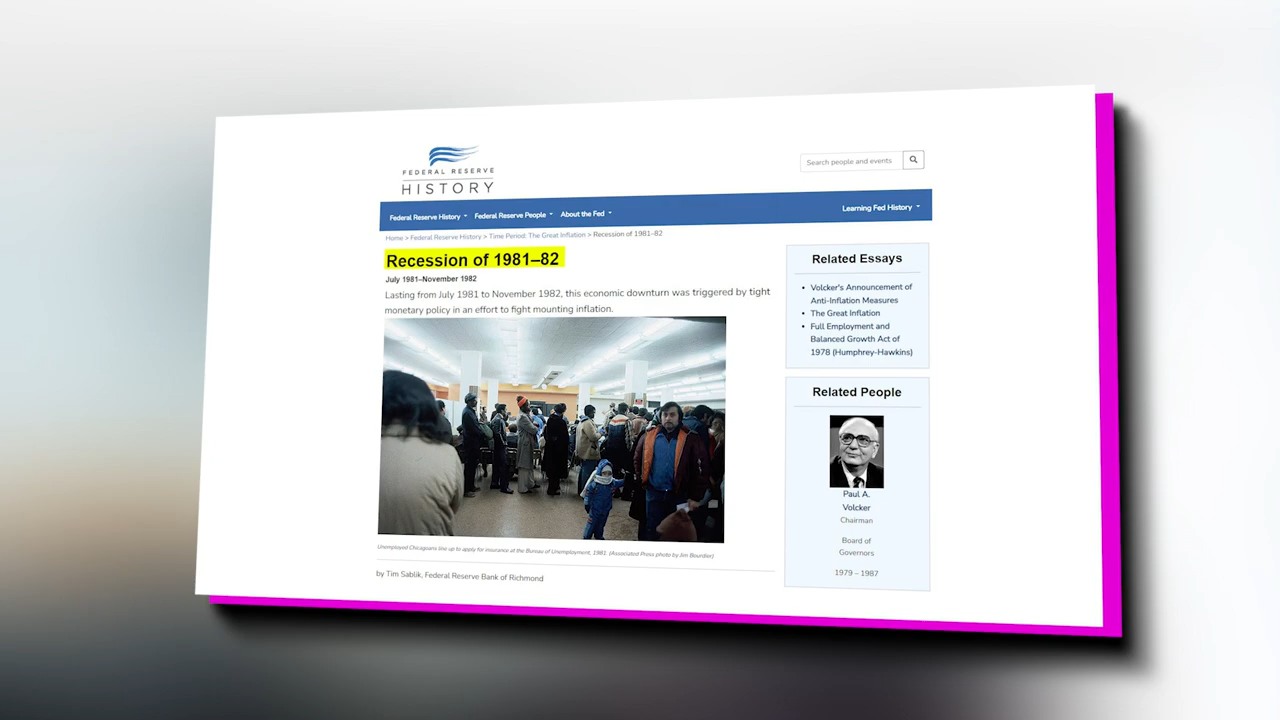 FEDERAL RESERVE
HISTORY
Search people and events
Federal Reserve History
Federal Reserve People
About the Fed
Learning Fed History
Home > Federal Reserve History > Time Period: The Great Inflation > Recession of 1981–82
Recession of 1981–82
July 1981–November 1982
Lasting from July 1981 to November 1982, this economic downturn was triggered by tight
monetary policy in an effort to fight mounting inflation.
Unemployed Chicagoans line up to apply for insurance at the Bureau of Unemployment, 1981. (Associated Press photo by Jim Bourdier)
by Tim Sablik, Federal Reserve Bank of Richmond
Related Essays
• Volcker's Announcement of
Anti-Inflation Measures
• The Great Inflation
• Full Employment and
Balanced Growth Act of
1978 (Humphrey-Hawkins)
Related People
Paul A.
Volcker
Chairman
Board of
Governors
1979 – 1987